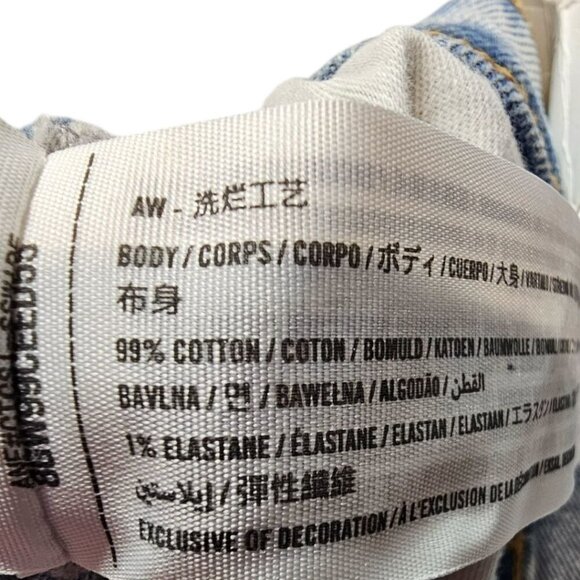 AW - 洗烂工艺
BODY / CORPS / CORPO / ボディ / CUERPO / 大身 /
布身
99% COTTON / COTON / BOMULD / KATOEN / BAUMWOLLE /
BAVLNA / 면 / BAWEŁNA / ALGODÃO / القطن
1% ELASTANE / ÉLASTANE / ELASTAN / ELASTAAN / エラスタン /
إيلاستين / 彈性纖維
EXCLUSIVE OF DECORATION / À L'EXCLUSION DE LA DÉCORATION /